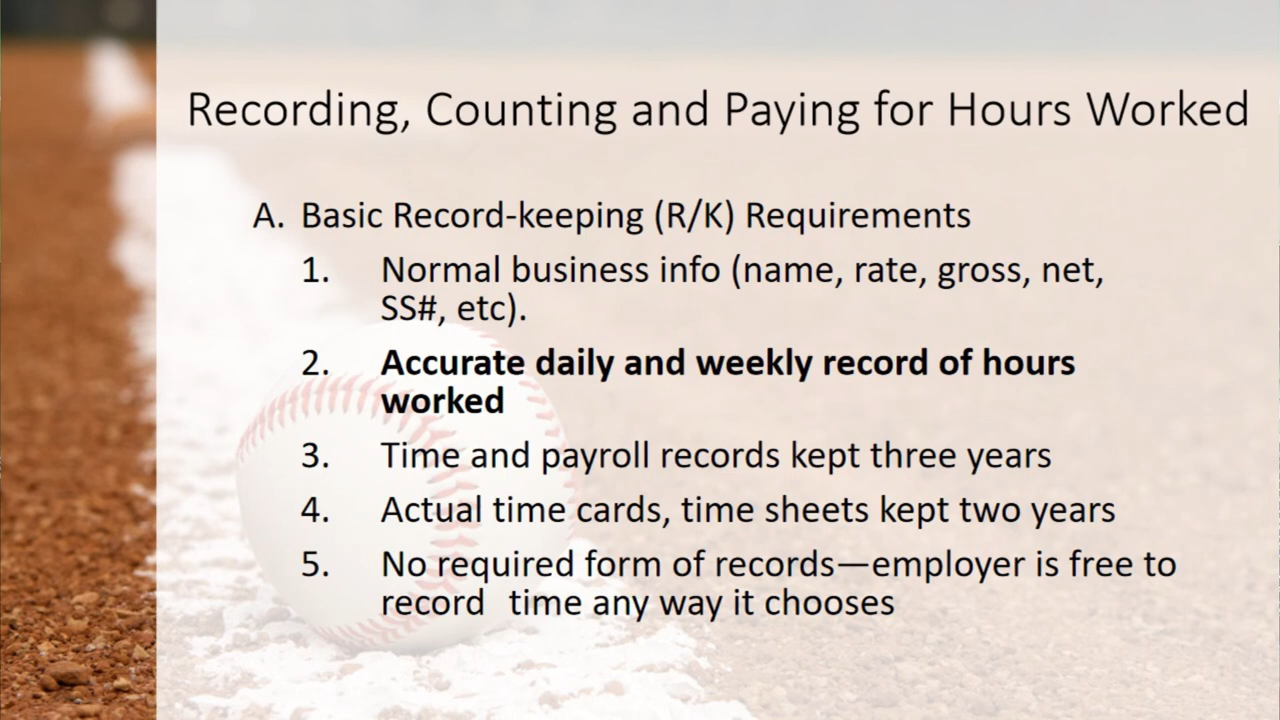 Recording, Counting and Paying for Hours Worked
A. Basic Record-keeping (R/K) Requirements
1. Normal business info (name, rate, gross, net,
SS#, etc).
2. Accurate daily and weekly record of hours
worked
3. Time and payroll records kept three years
4. Actual time cards, time sheets kept two years
5. No required form of records—employer is free to
record time any way it chooses